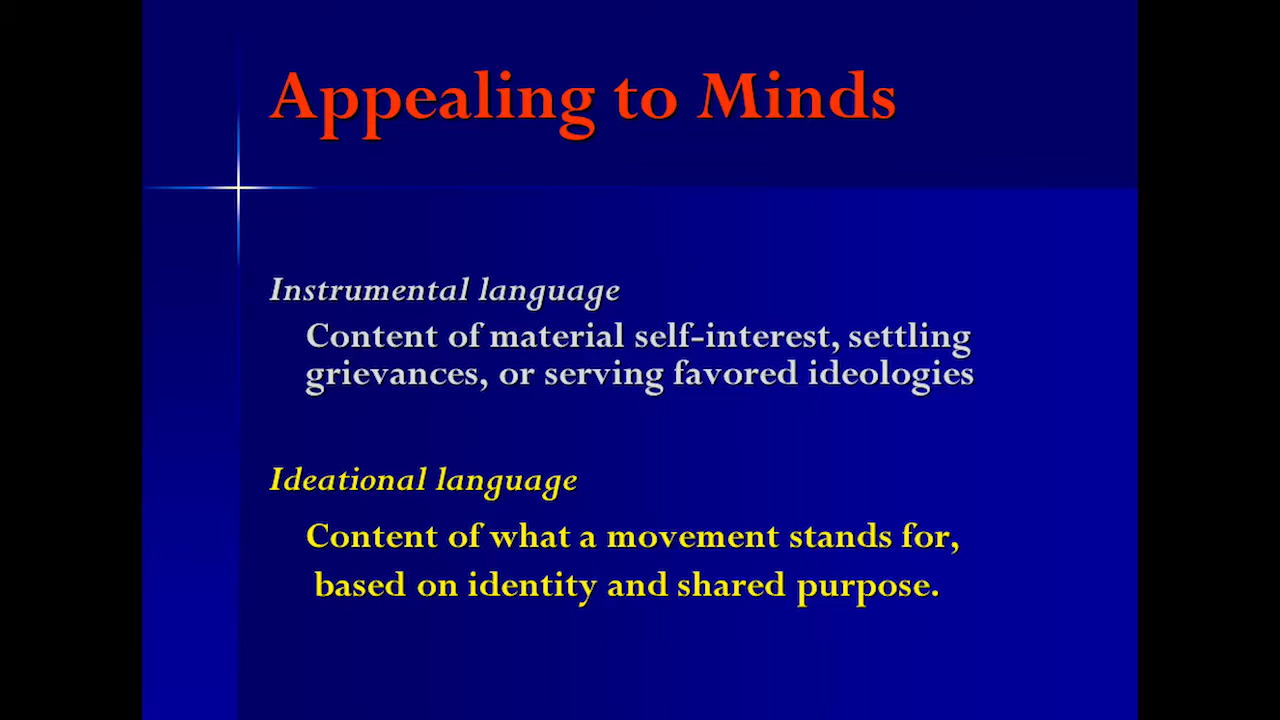 Appealing to Minds
Instrumental language
Content of material self-interest, settling
grievances, or serving favored ideologies
Ideational language
Content of what a movement stands for,
based on identity and shared purpose.